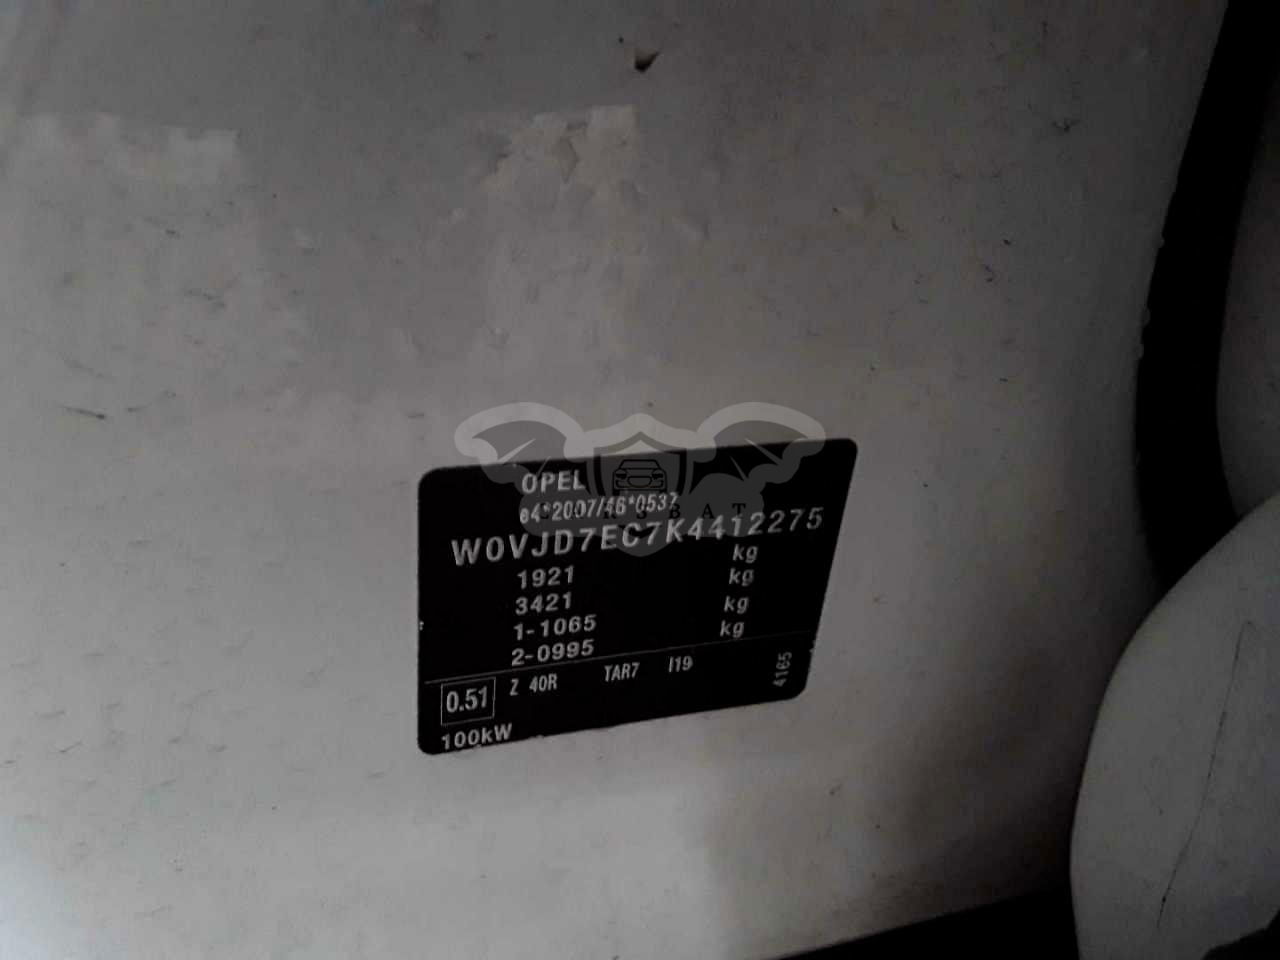 OPEL
e4*2007/46*0537
W0VJD7EC7K4412275
1921 kg
3421 kg
1-1065 kg
2-0995 kg
0.51 Z 40R TAR7 I19 4165
100kW